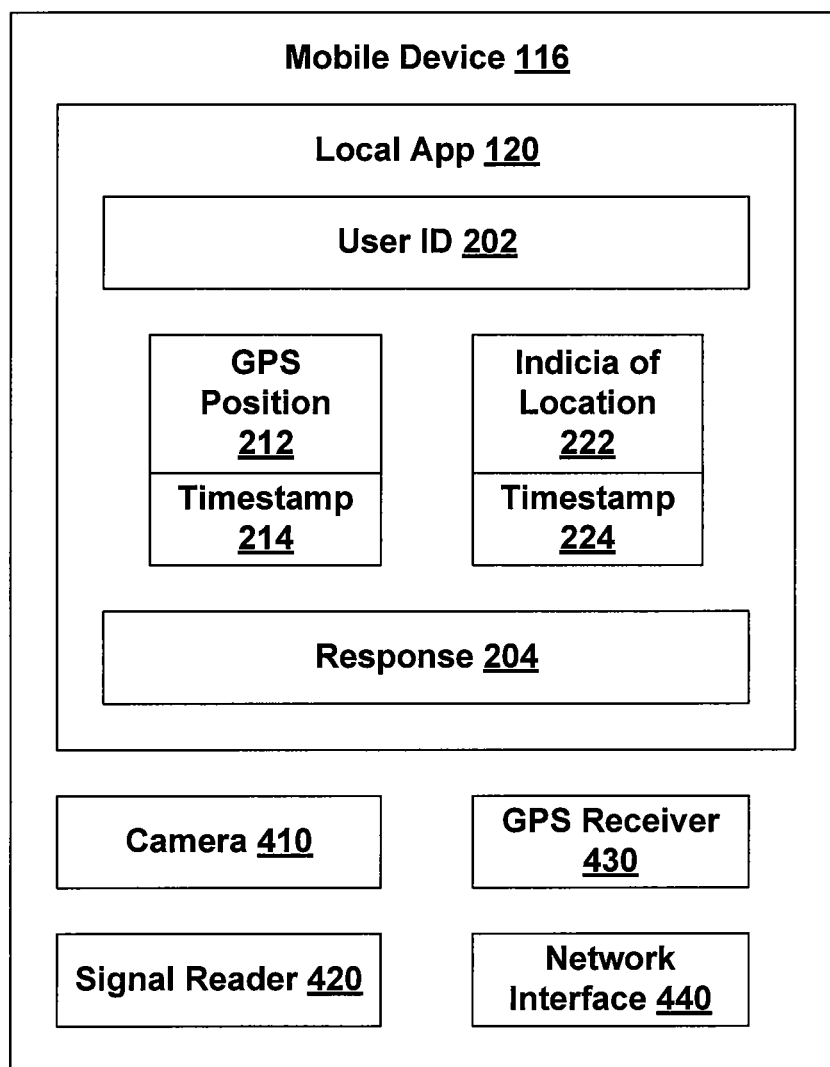 Mobile Device 116
Local App 120
User ID 202
GPS
Position
212
Timestamp
214
Indicia of
Location
222
Timestamp
224
Response 204
Camera 410
GPS Receiver
430
Signal Reader 420
Network
Interface 440